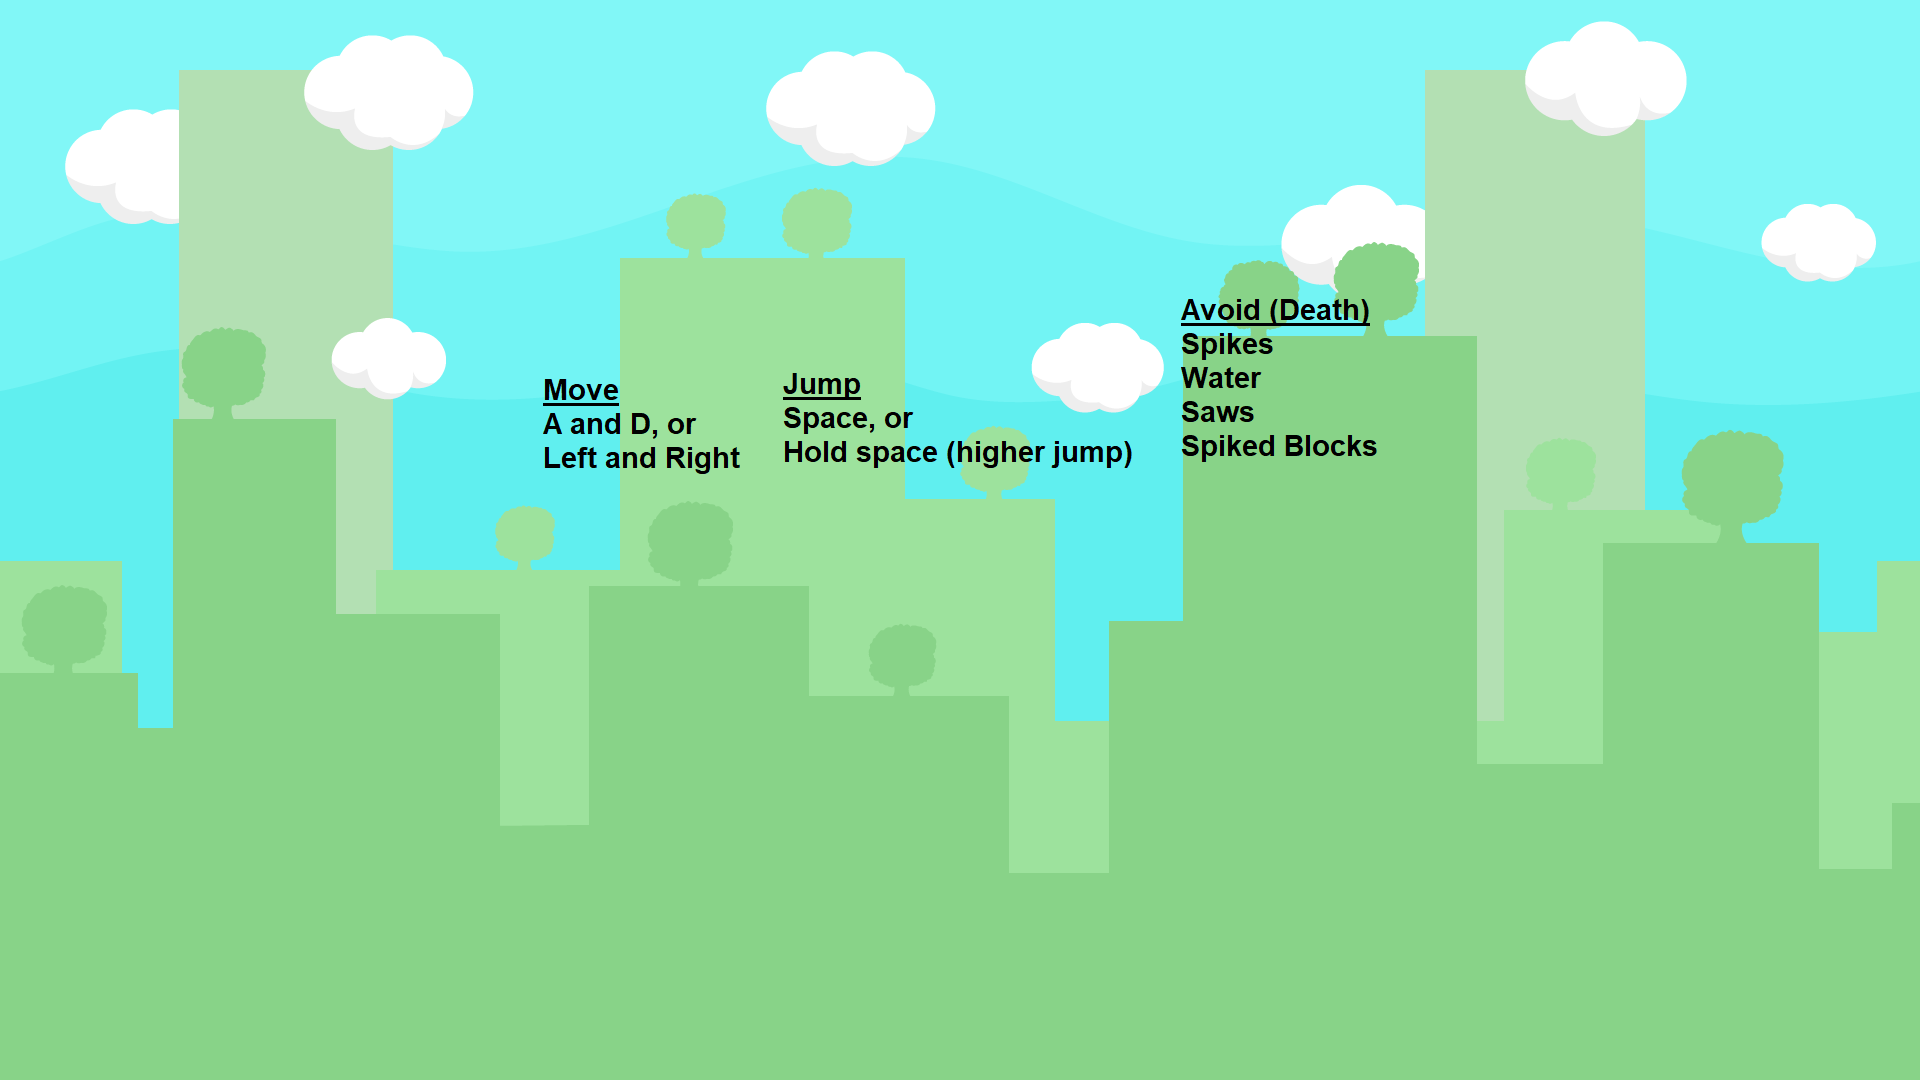 Move
A and D, or
Left and Right
Jump
Space, or
Hold space (higher jump)
Avoid (Death)
Spikes
Water
Saws
Spiked Blocks